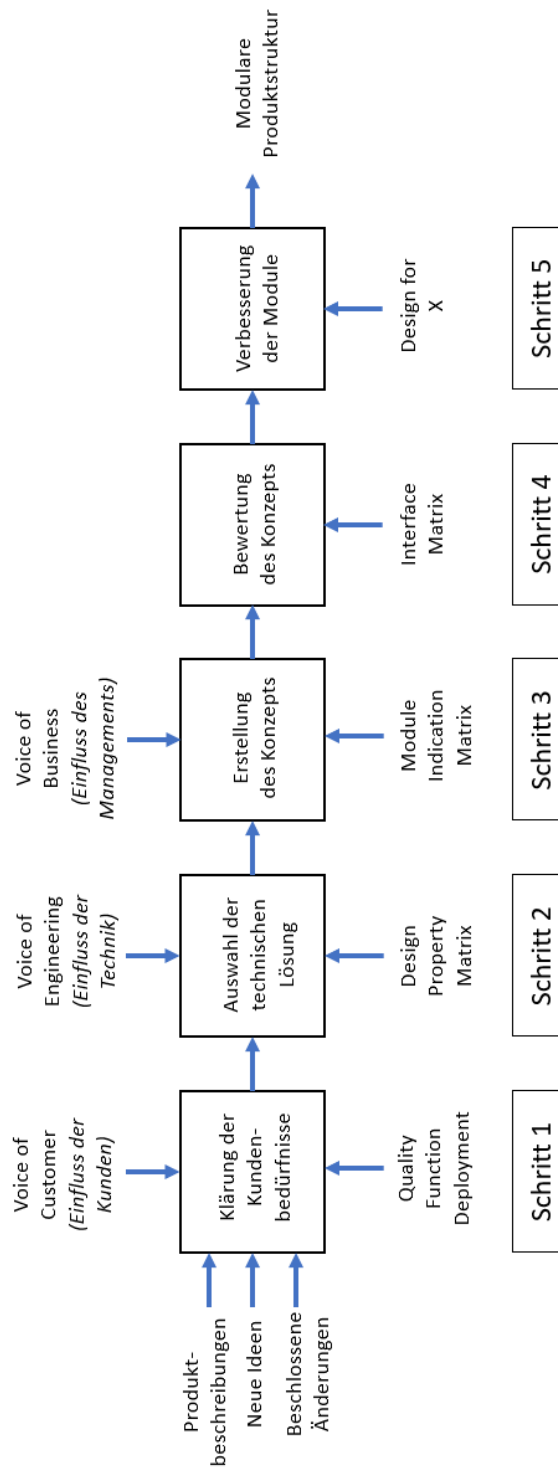 Produkt-
beschreibungen
Neue Ideen
Beschlossene
Änderungen
Voice of
Customer
(Einfluss der
Kunden)
Klärung der
Kunden-
bedürfnisse
Quality
Function
Deployment
Schritt 1
Voice of
Engineering
(Einfluss der
Technik)
Auswahl der
technischen
Lösung
Design
Property
Matrix
Schritt 2
Voice of
Business
(Einfluss des
Managements)
Erstellung
des Konzepts
Module
Indication
Matrix
Schritt 3
Bewertung
des Konzepts
Interface
Matrix
Schritt 4
Verbesserung
der Module
Design for
X
Schritt 5
Modulare
Produktstruktur